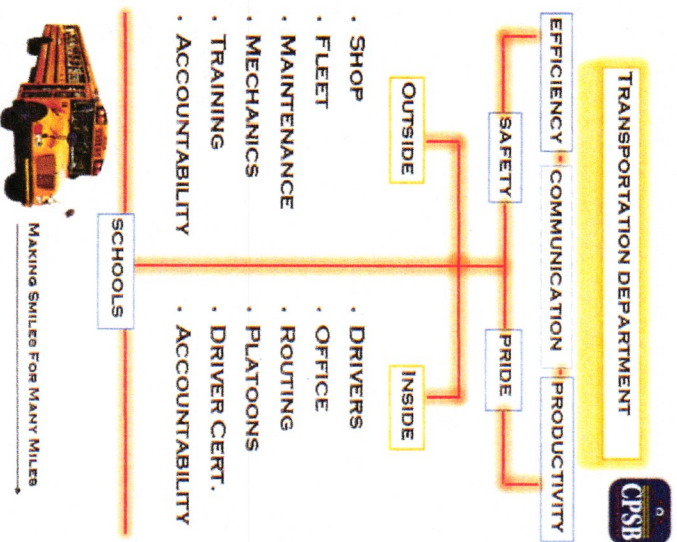 TRANSPORTATION DEPARTMENT
CPSB
EFFICIENCY COMMUNICATION PRODUCTIVITY
SAFETY PRIDE
OUTSIDE INSIDE
· SHOP
· FLEET
· MAINTENANCE
· MECHANICS
· TRAINING
· ACCOUNTABILITY
· DRIVERS
· OFFICE
· ROUTING
· PLATOONS
· DRIVER CERT.
· ACCOUNTABILITY
SCHOOLS
MAKING SMILES FOR MANY MILES